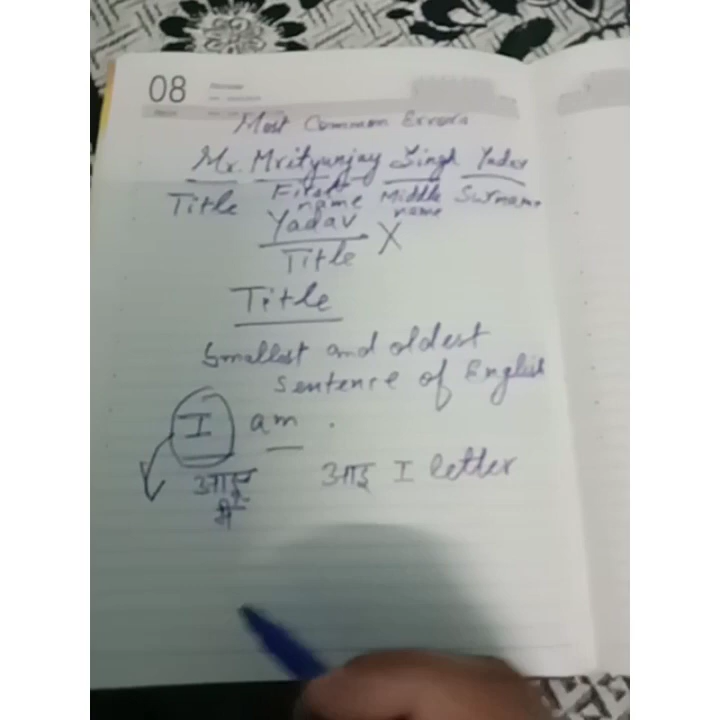 08
Most Common Errors
Mr. Mrityunjay Singh Yadav
Title First name Middle name Surname
Yadav X
Title
Title
Smallest and oldest
sentence of English
I am.
आई आइ I letter
मैं